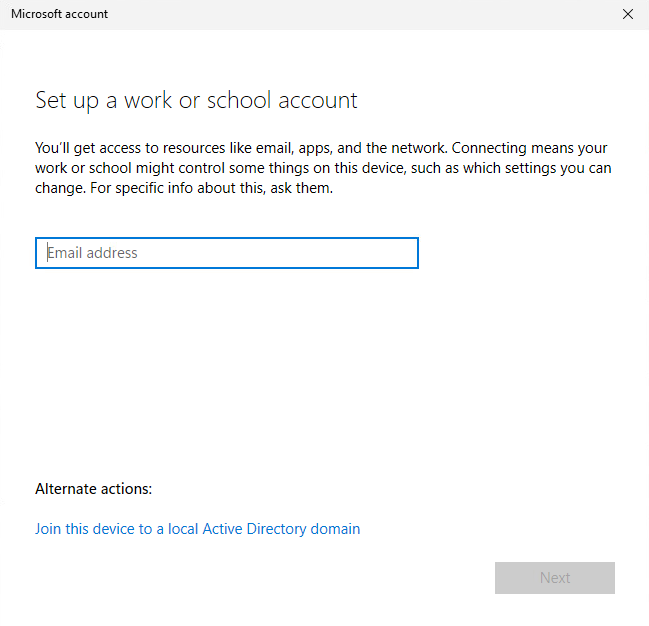 Microsoft account
Set up a work or school account
You’ll get access to resources like email, apps, and the network. Connecting means your
work or school might control some things on this device, such as which settings you can
change. For specific info about this, ask them.
Email address
Alternate actions:
Join this device to a local Active Directory domain
Next